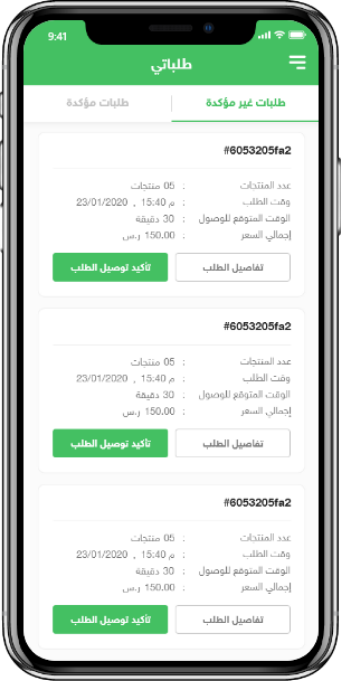 9:41
طلباتي
طلبات غير مؤكدة
طلبات مؤكدة
#6053205fa2
عدد المنتجات : 05 منتجات
وقت الطلب : 23/01/2020 , 15:40 م
الوقت المتوقع للوصول : 30 دقيقة
إجمالي السعر : 150.00 ر.س
تفاصيل الطلب
تأكيد توصيل الطلب
#6053205fa2
عدد المنتجات : 05 منتجات
وقت الطلب : 23/01/2020 , 15:40 م
الوقت المتوقع للوصول : 30 دقيقة
إجمالي السعر : 150.00 ر.س
تفاصيل الطلب
تأكيد توصيل الطلب
#6053205fa2
عدد المنتجات : 05 منتجات
وقت الطلب : 23/01/2020 , 15:40 م
الوقت المتوقع للوصول : 30 دقيقة
إجمالي السعر : 150.00 ر.س
تفاصيل الطلب
تأكيد توصيل الطلب